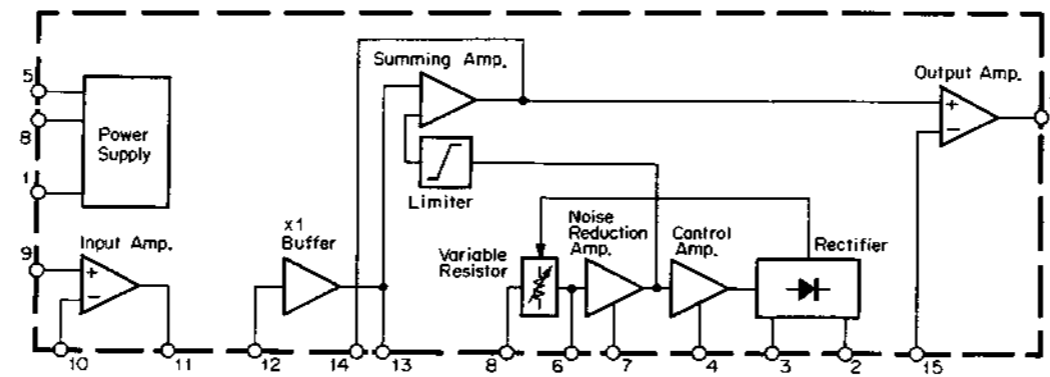 Summing Amp.
Output Amp.
5
+
−
8
Power
Supply
Limiter
1
Noise
Reduction
Amp.
Control
Amp.
x1
Buffer
Input Amp.
Variable
Resistor
Rectifier
9
+
−
10
11
12
14
13
8
6
7
4
3
2
15